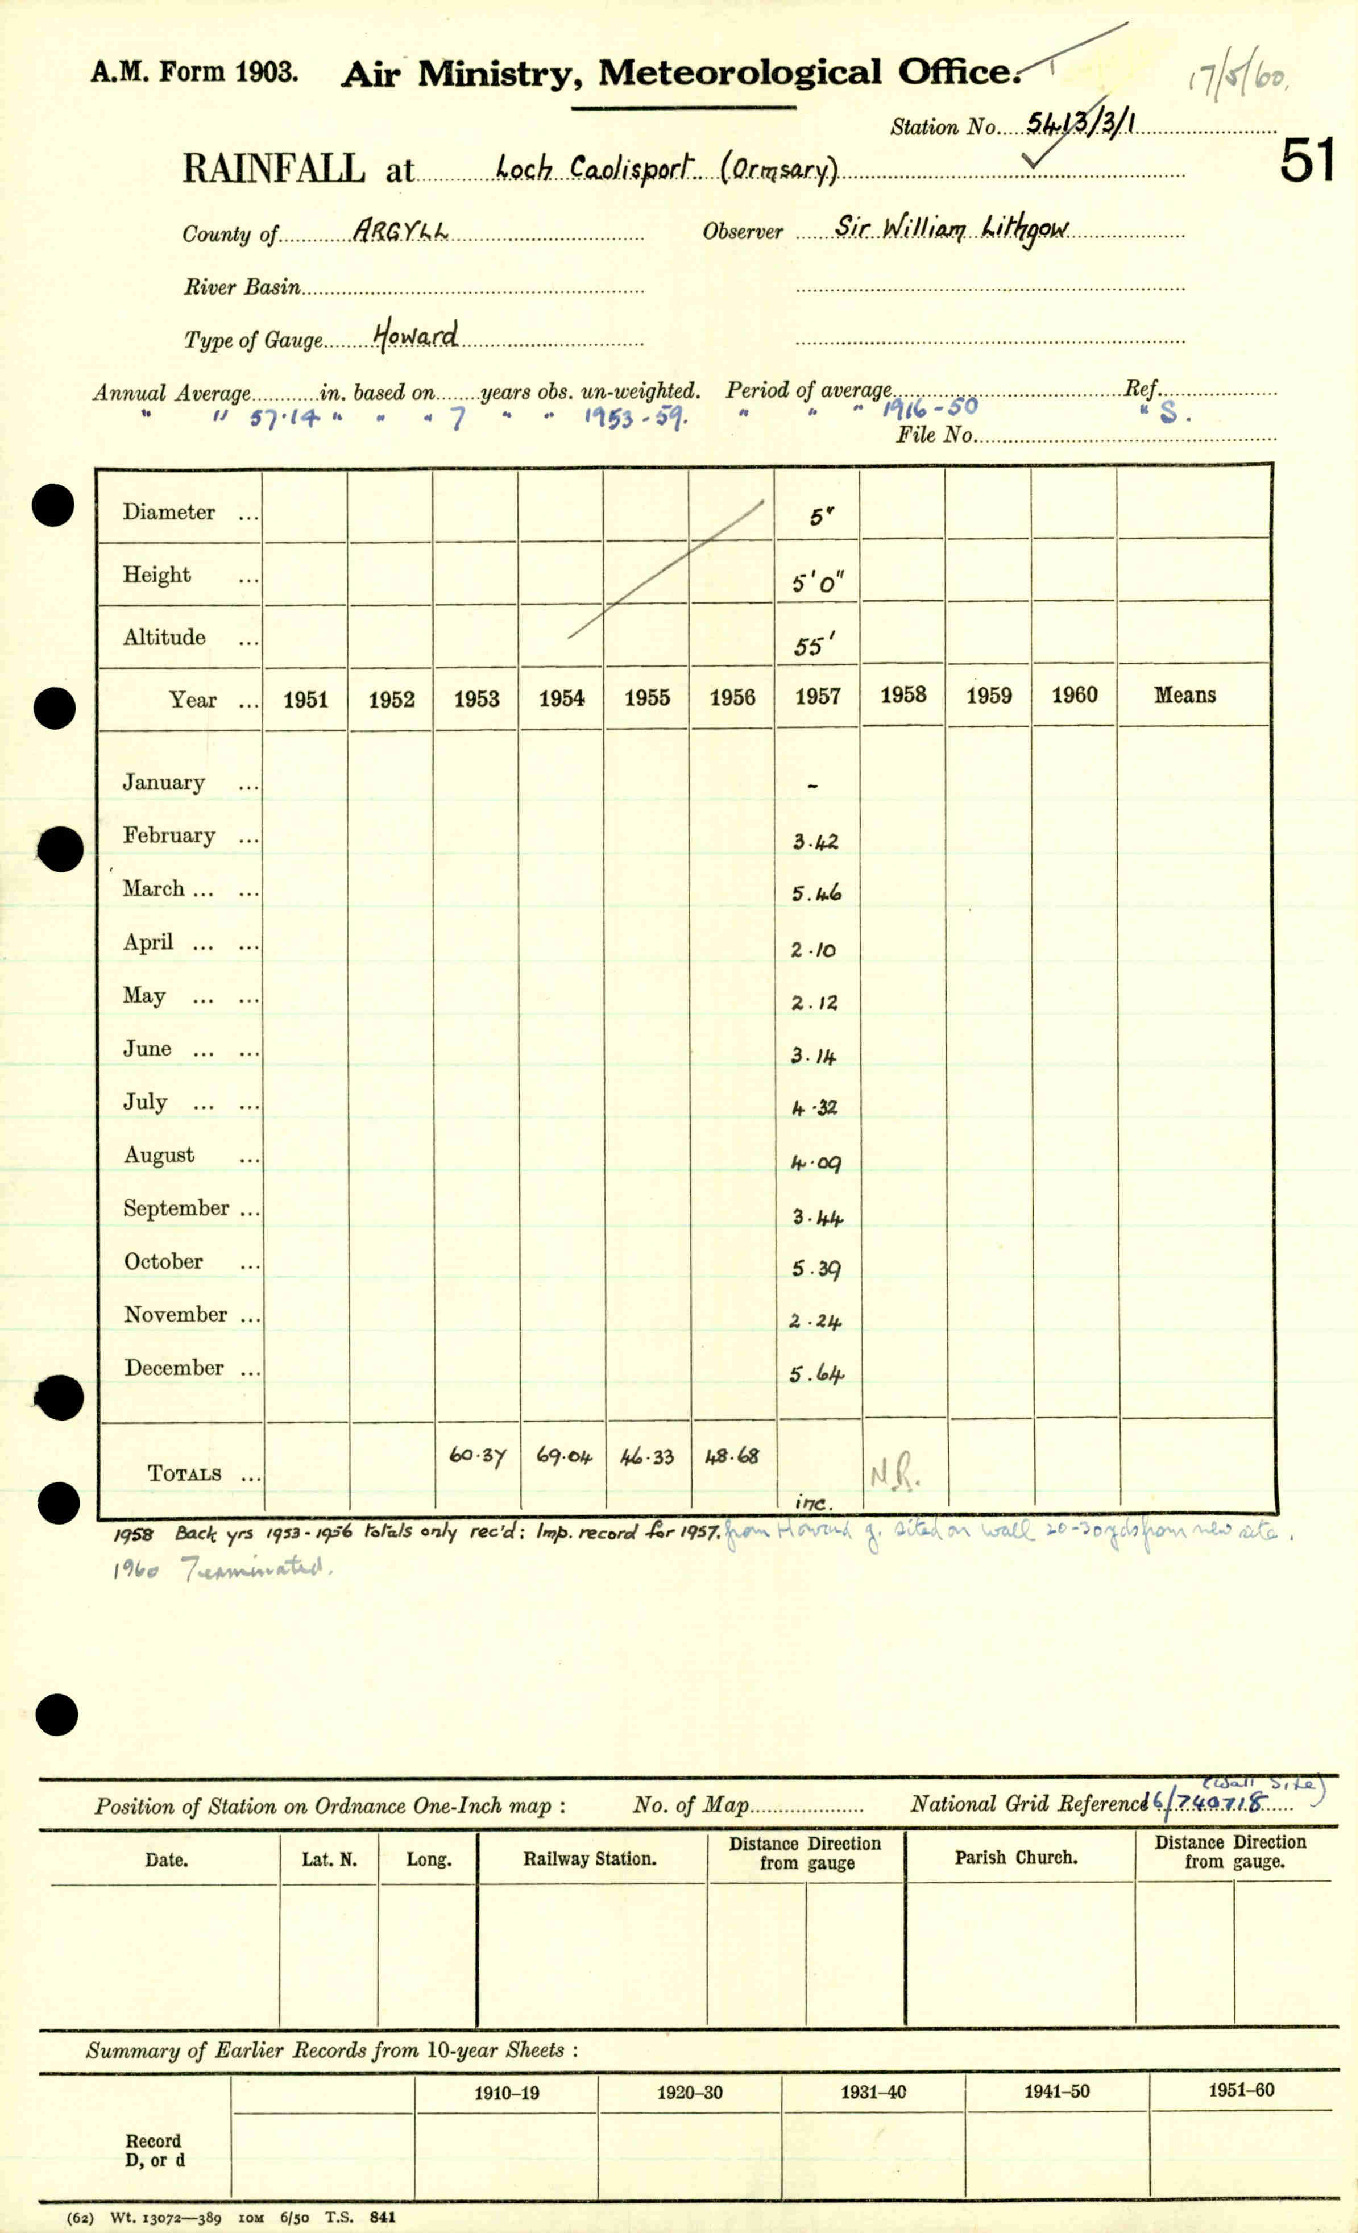 A.M. Form 1903. Air Ministry, Meteorological Office.
17/5/60.
Station No. 5413/3/1
51
RAINFALL at Loch Caolisport (Ormsary)
County of ARGYLL Observer Sir William Lithgow
River Basin
Type of Gauge Howard
Annual Average in. based on years obs. un-weighted. Period of average Ref.
" " 57.14 " " " 7 " " 1953-59. " " " 1916-50 " S.
File No.
Diameter ... 5"
Height ... 5'0"
Altitude ... 55'
Year ... 1951 1952 1953 1954 1955 1956 1957 1958 1959 1960 Means
January ... -
February ... 3.42
March ... ... 5.46
April ... ... 2.10
May ... ... 2.12
June ... ... 3.14
July ... ... 4.32
August ... 4.09
September ... 3.44
October ... 5.39
November ... 2.24
December ... 5.64
TOTALS ... 60.37 69.04 46.33 48.68 inc. N.R.
1958 Back yrs 1953-1956 totals only rec'd; Imp. record for 1957. from Howard g. sited on wall 20-30yds from new site.
1960 Terminated.
(Wall Site)
Position of Station on Ordnance One-Inch map : No. of Map National Grid Reference 16/740718
Date. Lat. N. Long. Railway Station. Distance from Direction gauge Parish Church. Distance from Direction gauge.
Summary of Earlier Records from 10-year Sheets :
1910–19 1920–30 1931–40 1941–50 1951–60
Record
D, or d
(62) Wt. 13072—389 10M 6/50 T.S. 841